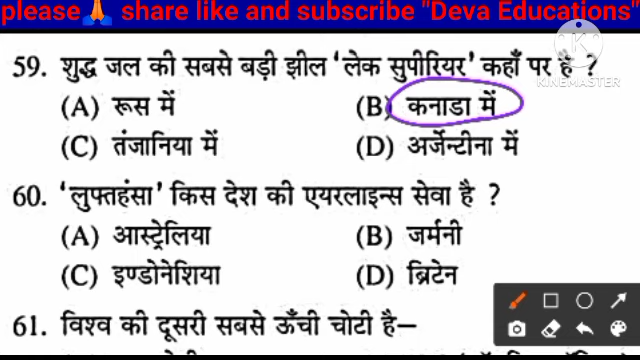 please🙏 share like and subscribe "Deva Educations"
59. शुद्ध जल की सबसे बड़ी झील 'लेक सुपीरियर' कहाँ पर है ?
KINEMASTER
(A) रूस में (B) कनाडा में
(C) तंजानिया में (D) अर्जेन्टीना में
60. 'लुफ्तहंसा' किस देश की एयरलाइन्स सेवा है ?
(A) आस्ट्रेलिया (B) जर्मनी
(C) इण्डोनेशिया (D) ब्रिटेन
61. विश्व की दूसरी सबसे ऊँची चोटी है—